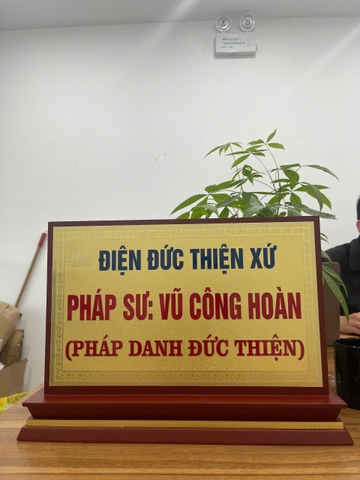 ĐIỆN ĐỨC THIỆN XỨ
PHÁP SƯ: VŨ CÔNG HOÀN
(PHÁP DANH ĐỨC THIỆN)